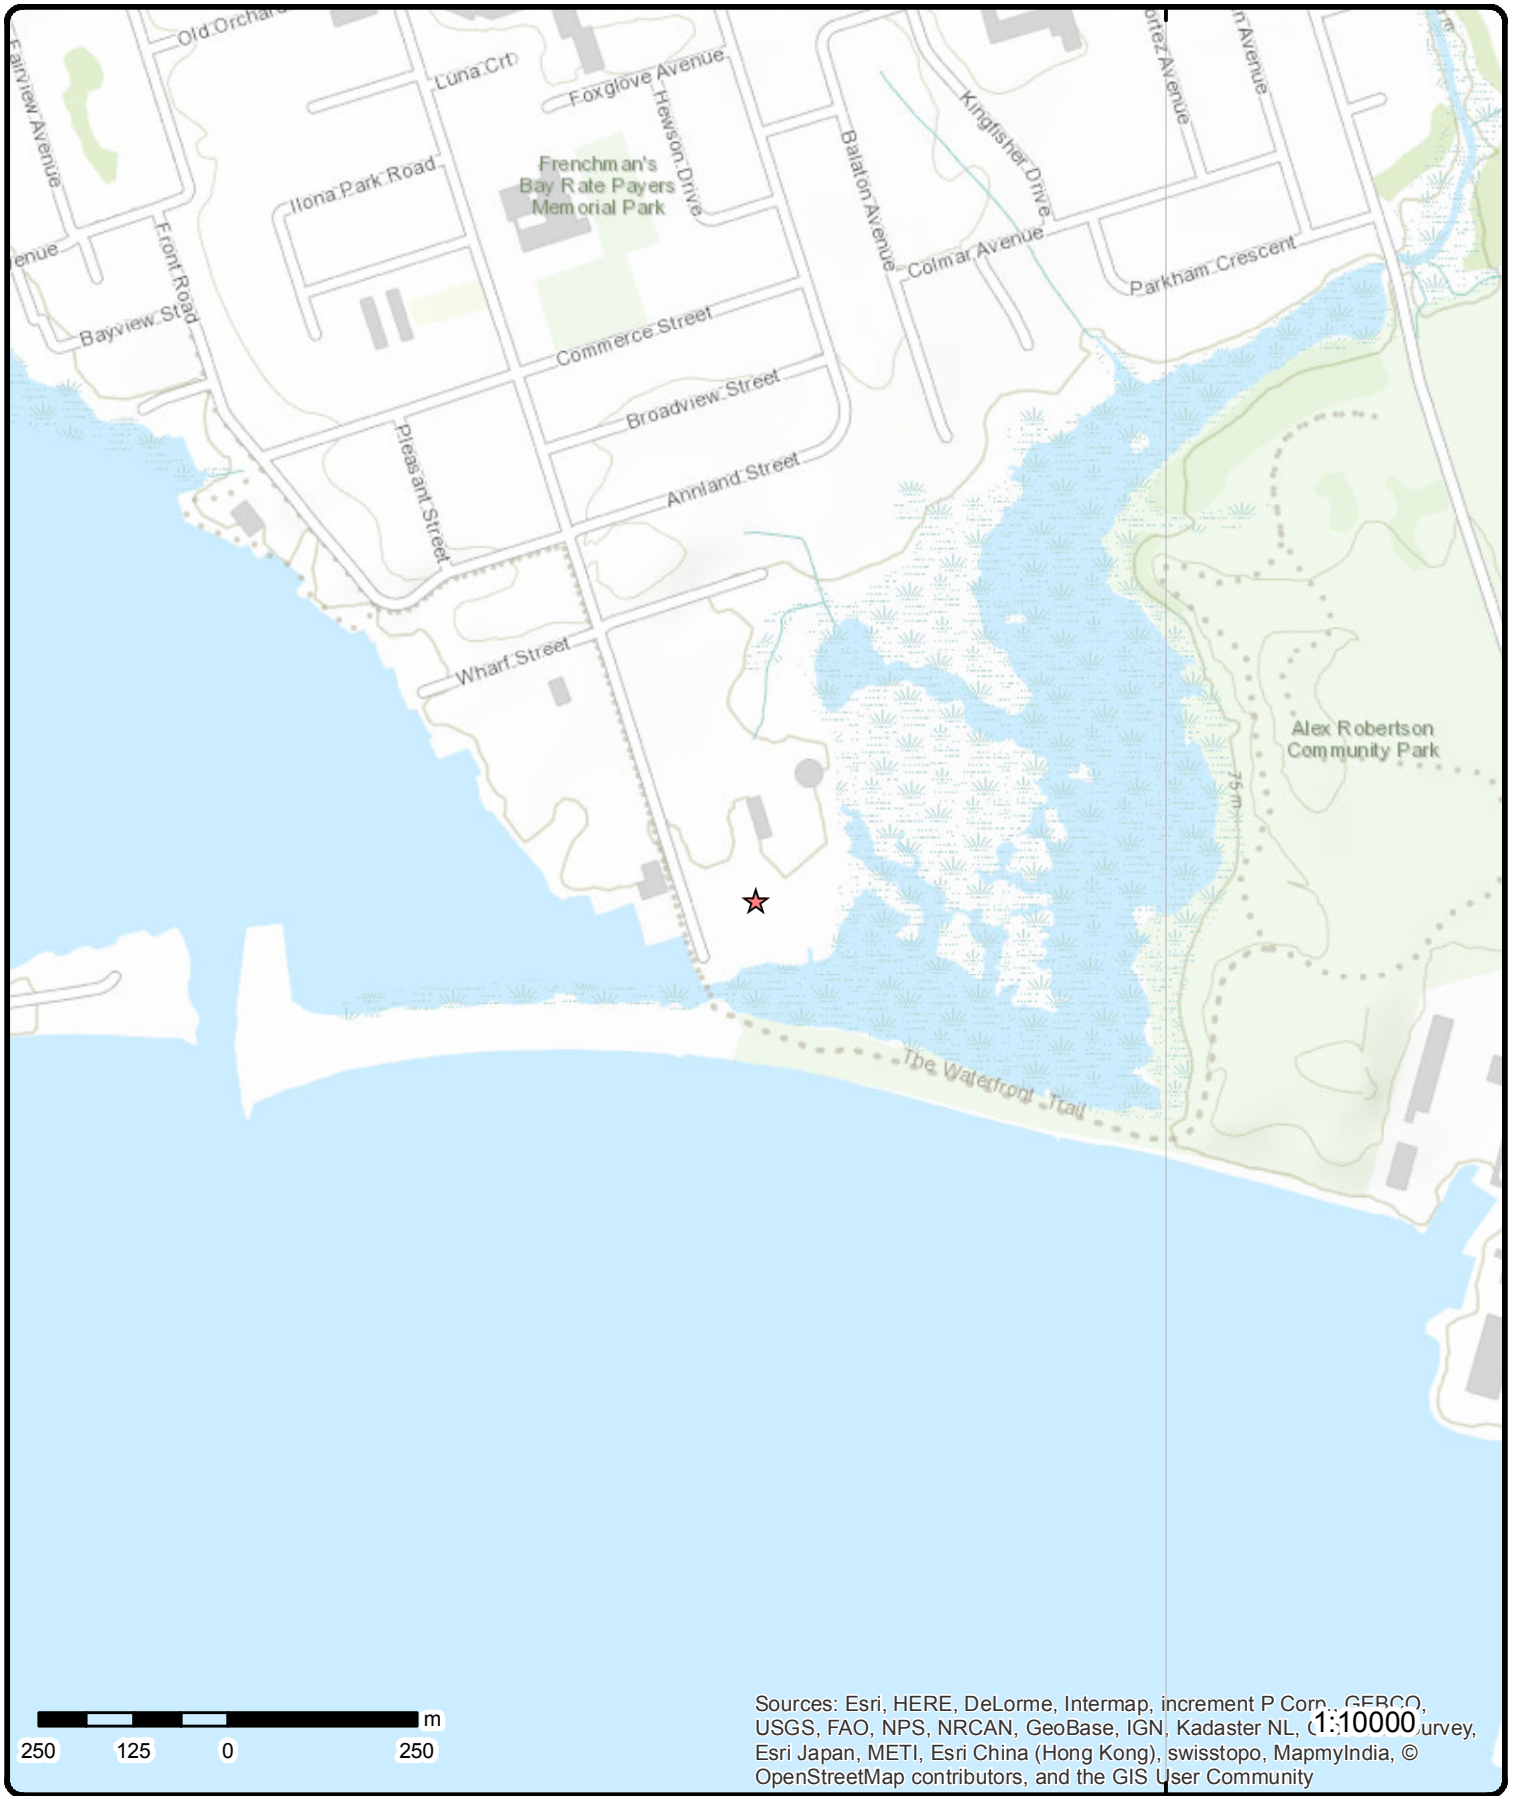 Old Orchard
Luna Crt
Foxglove Avenue
Fairview Avenue
Hewson Drive
Kingfisher Drive
Balaton Avenue
Frenchman's
Bay Rate Payers
Memorial Park
Ilona Park Road
Front Road
Colmar Avenue
Parkham Crescent
Bayview St
Commerce Street
Broadview Street
Pleasant Street
Annland Street
Wharf Street
Alex Robertson
Community Park
75 m
The Waterfront Trail
m
250 125 0 250
Sources: Esri, HERE, DeLorme, Intermap, increment P Corp., GEBCO,
USGS, FAO, NPS, NRCAN, GeoBase, IGN, Kadaster NL,
1:10000
Esri Japan, METI, Esri China (Hong Kong), swisstopo, MapmyIndia, ©
OpenStreetMap contributors, and the GIS User Community